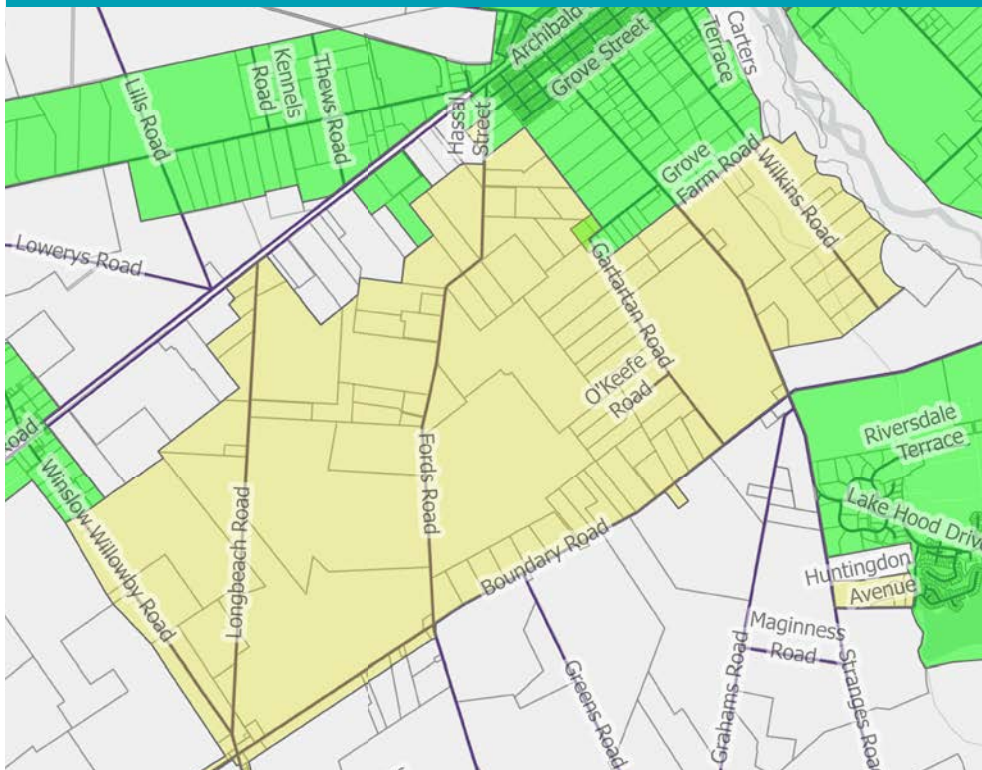 Archibald
Grove Street
Carters
Terrace
Kennels
Road
Thews Road
Lills Road
Hassal
Street
Grove
Farm Road
Wilkins Road
Lowerys Road
Gartartan Road
O'Keefe
Road
Road
Winslow Willowby Road
Longbeach Road
Fords Road
Boundary Road
Riversdale
Terrace
Lake Hood Drive
Huntingdon
Avenue
Maginness
Road
Greens Road
Grahams Road
Stranges Roa